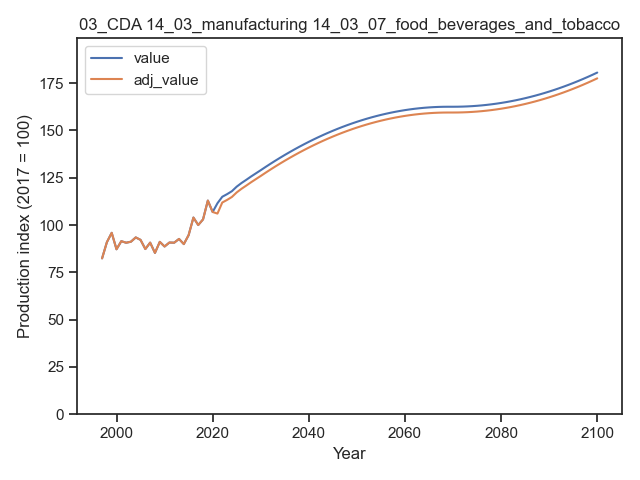 03_CDA 14_03_manufacturing 14_03_07_food_beverages_and_tobacco
value
adj_value
Production index (2017 = 100)
175
150
125
100
75
50
25
0
2000 2020 2040 2060 2080 2100
Year